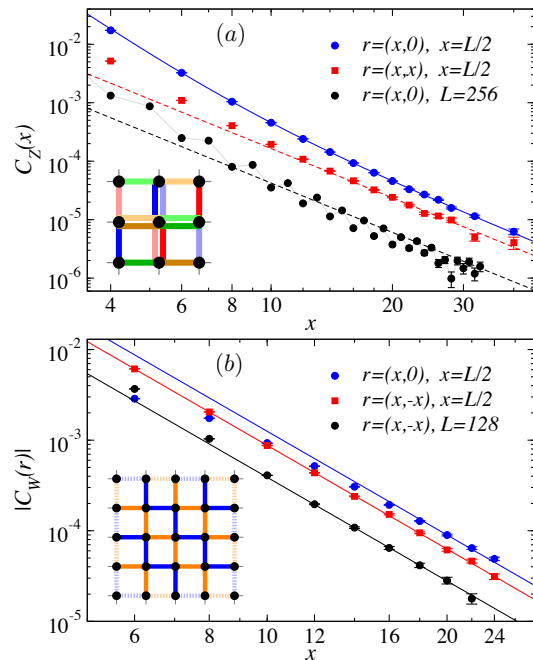 (a)
r=(x,0), x=L/2
r=(x,x), x=L/2
r=(x,0), L=256
10⁻²
10⁻³
10⁻⁴
10⁻⁵
10⁻⁶
C_Z(x)
4 6 8 10 20 30
x
(b)
r=(x,0), x=L/2
r=(x,-x), x=L/2
r=(x,-x), L=128
10⁻²
10⁻³
10⁻⁴
10⁻⁵
|C_W(r)|
6 8 10 12 16 20 24
x